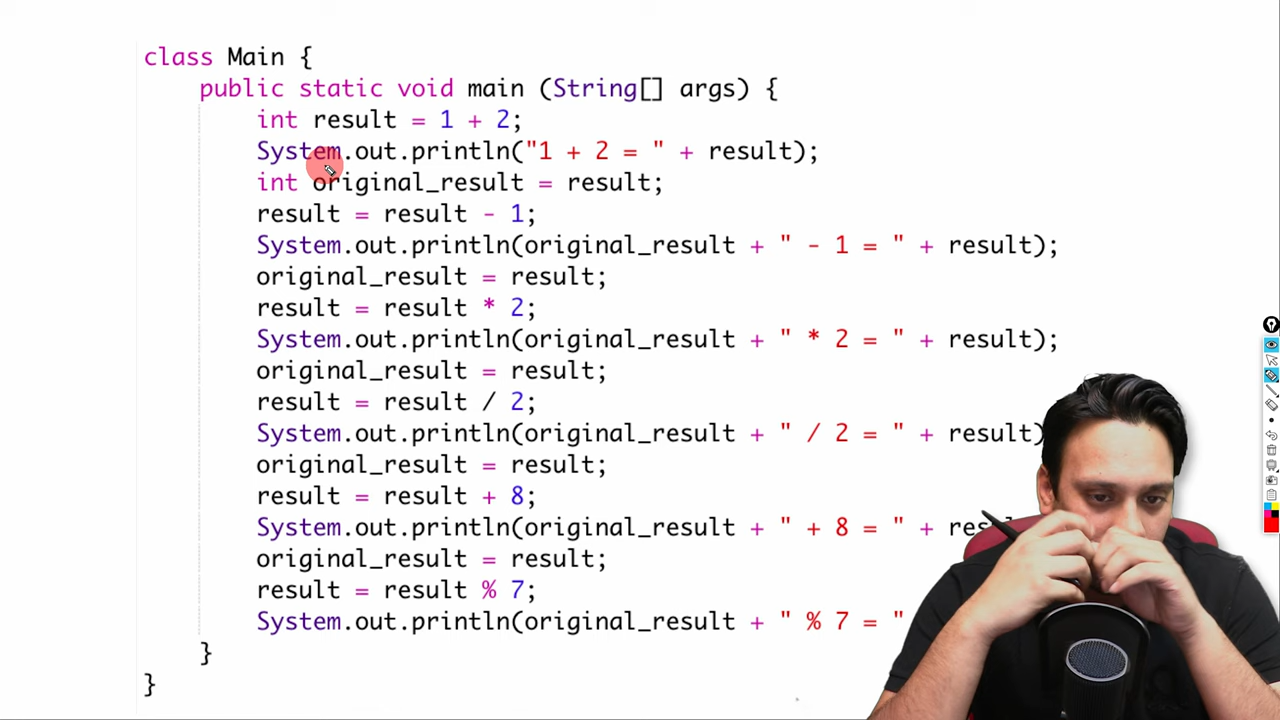 class Main {
public static void main (String[] args) {
int result = 1 + 2;
System.out.println("1 + 2 = " + result);
int original_result = result;
result = result - 1;
System.out.println(original_result + " - 1 = " + result);
original_result = result;
result = result * 2;
System.out.println(original_result + " * 2 = " + result);
original_result = result;
result = result / 2;
System.out.println(original_result + " / 2 = " + result)
original_result = result;
result = result + 8;
System.out.println(original_result + " + 8 = " + res
original_result = result;
result = result % 7;
System.out.println(original_result + " % 7 = "
}
}